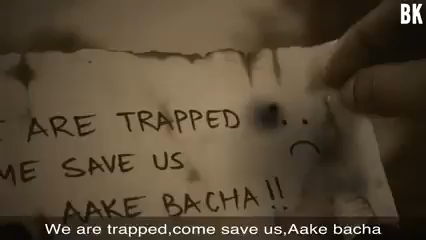 BK
ARE TRAPPED
ME SAVE US
AAKE BACHA!!
We are trapped,come save us,Aake bacha